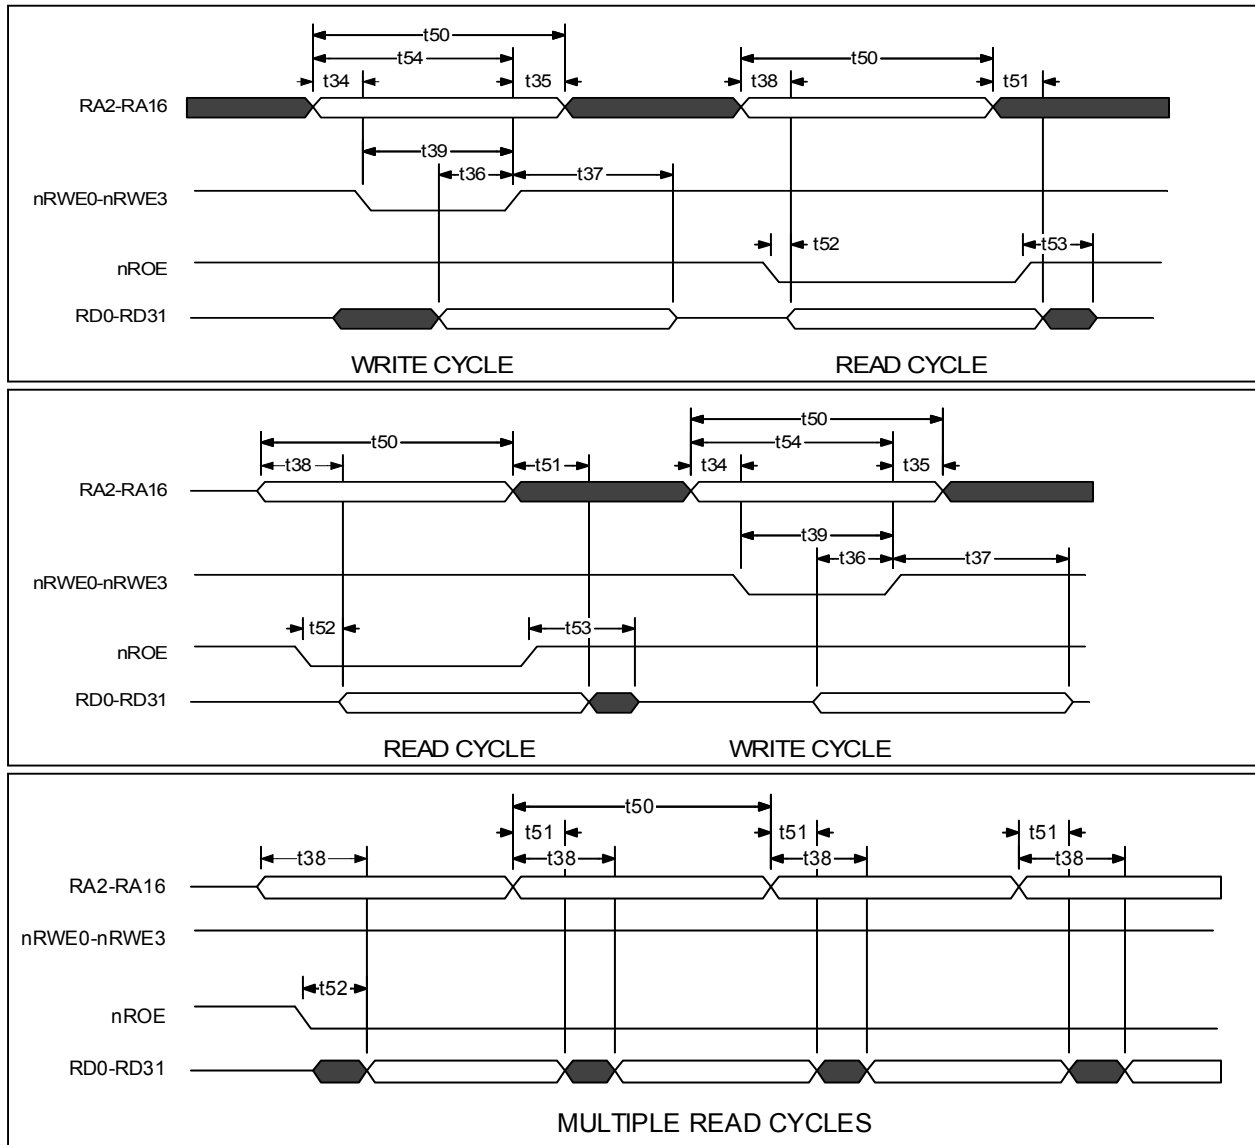 t50
t54 t50
t34 t35 t38 t51
RA2-RA16
t39
t36 t37
nRWE0-nRWE3
t52 t53
nROE
RD0-RD31
WRITE CYCLE READ CYCLE
t50
t50 t54
t38 t51 t34 t35
RA2-RA16
t39
t36 t37
nRWE0-nRWE3
t52 t53
nROE
RD0-RD31
READ CYCLE WRITE CYCLE
t50
t51 t51 t51
t38 t38 t38 t38
RA2-RA16
nRWE0-nRWE3
t52
nROE
RD0-RD31
MULTIPLE READ CYCLES